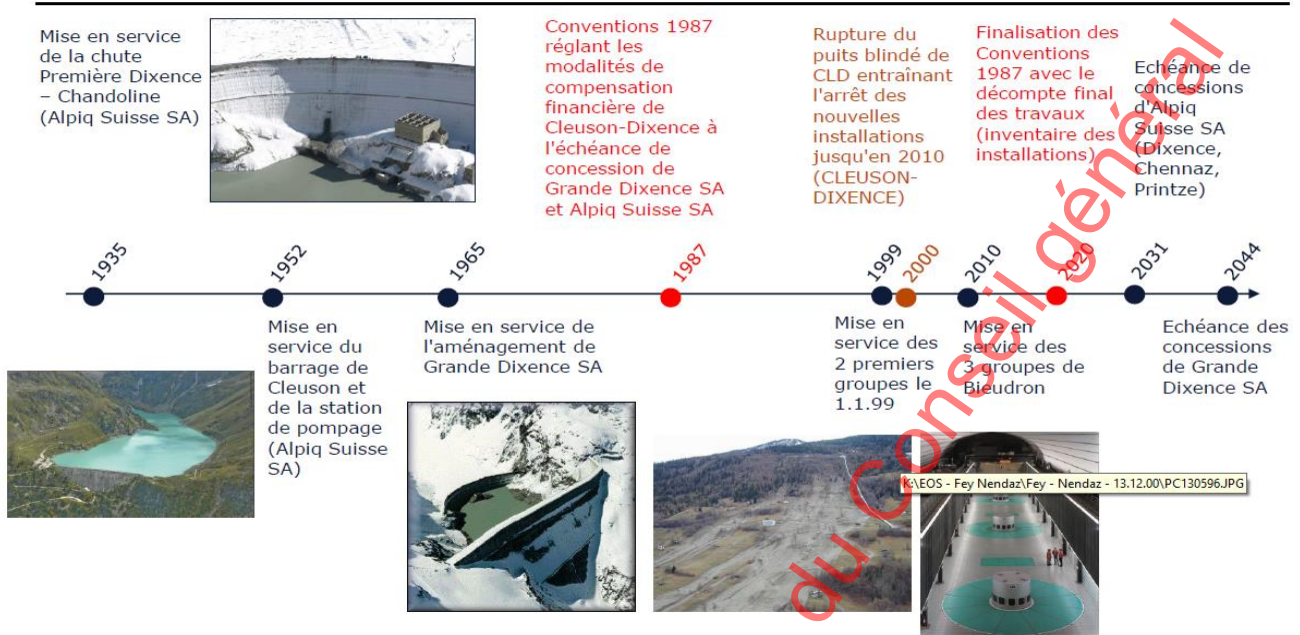 Mise en service
de la chute
Première Dixence
– Chandoline
(Alpiq Suisse SA)
Conventions 1987
réglant les
modalités de
compensation
financière de
Cleuson-Dixence à
l'échéance de
concession de
Grande Dixence SA
et Alpiq Suisse SA
Rupture du
puits blindé de
CLD entraînant
l'arrêt des
nouvelles
installations
jusqu'en 2010
(CLEUSON-
DIXENCE)
Finalisation des
Conventions
1987 avec le
décompte final
des travaux
(inventaire des
installations)
Echéance de
concessions
d'Alpiq
Suisse SA
(Dixence,
Chennaz,
Printze)
1935
1952
1965
1987
1999
2000
2010
2020
2031
2044
Mise en
service du
barrage de
Cleuson et
de la station
de pompage
(Alpiq Suisse
SA)
Mise en service de
l'aménagement de
Grande Dixence SA
Mise en
service des
2 premiers
groupes le
1.1.99
Mise en
service des
3 groupes de
Bieudron
Echéance des
concessions
de Grande
Dixence SA
K:\EOS - Fey Nendaz\Fey - Nendaz - 13.12.00\PC130596.JPG
du Conseil général